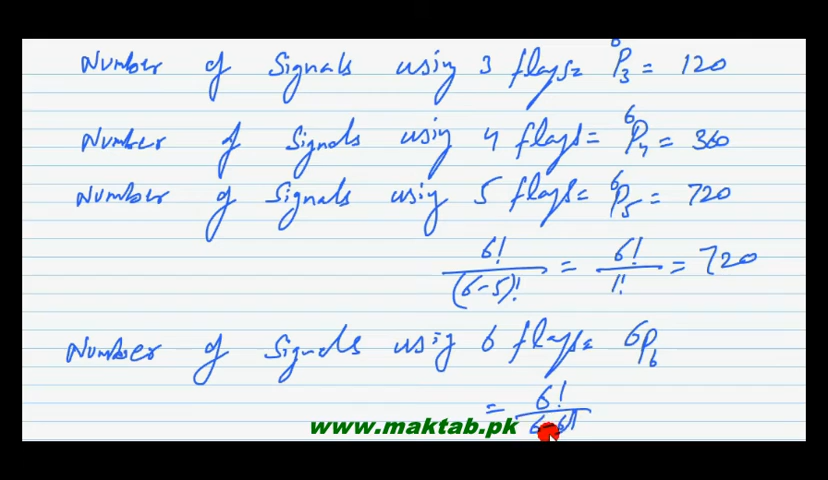 Number of Signals using 3 flags= ⁶P₃ = 120
Number of Signals using 4 flags= ⁶P₄ = 360
Number of Signals using 5 flags= ⁶P₅ = 720
6!/(6-5)! = 6!/1! = 720
Number of Signals using 6 flags= 6P₆
= 6!/6-6!
www.maktab.pk